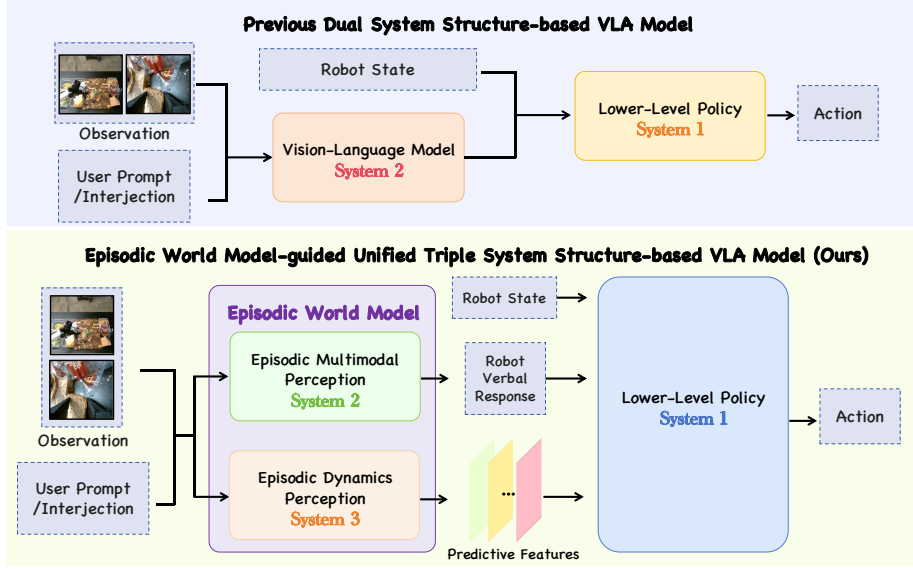 Previous Dual System Structure-based VLA Model
Observation
User Prompt
/Interjection
Robot State
Vision-Language Model
System 2
Lower-Level Policy
System 1
Action
Episodic World Model-guided Unified Triple System Structure-based VLA Model (Ours)
Observation
User Prompt
/Interjection
Episodic World Model
Episodic Multimodal
Perception
System 2
Episodic Dynamics
Perception
System 3
Robot State
Robot
Verbal
Response
...
Predictive Features
Lower-Level Policy
System 1
Action